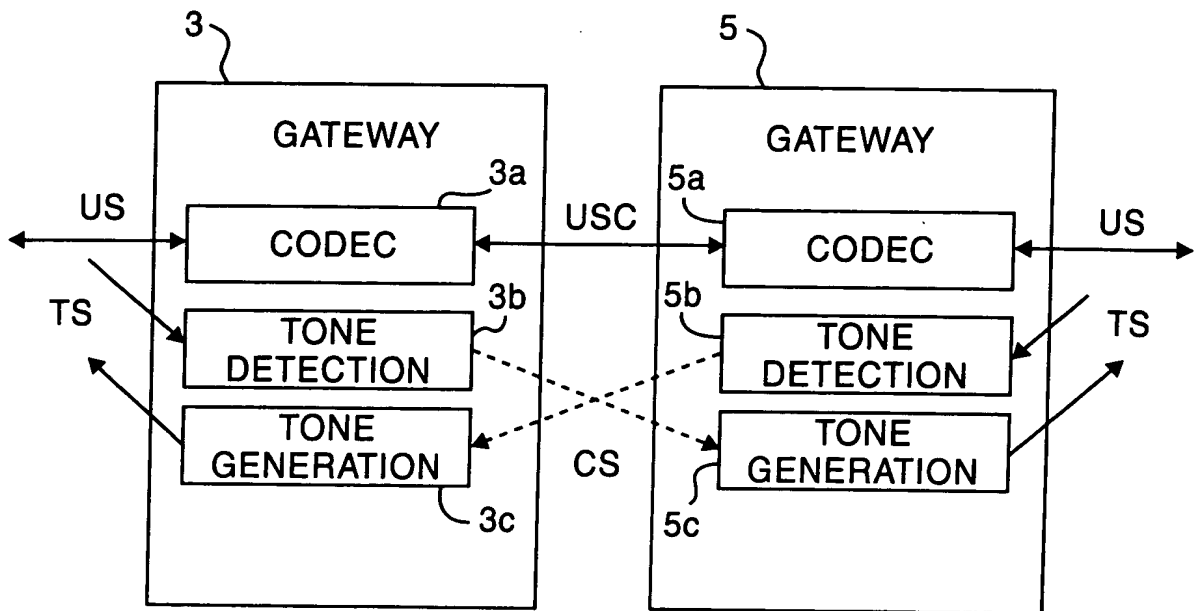 3
5
GATEWAY
GATEWAY
3a
5a
US
CODEC
USC
CODEC
US
TS
3b
5b
TS
TONE
DETECTION
TONE
DETECTION
TONE
GENERATION
CS
TONE
GENERATION
3c
5c